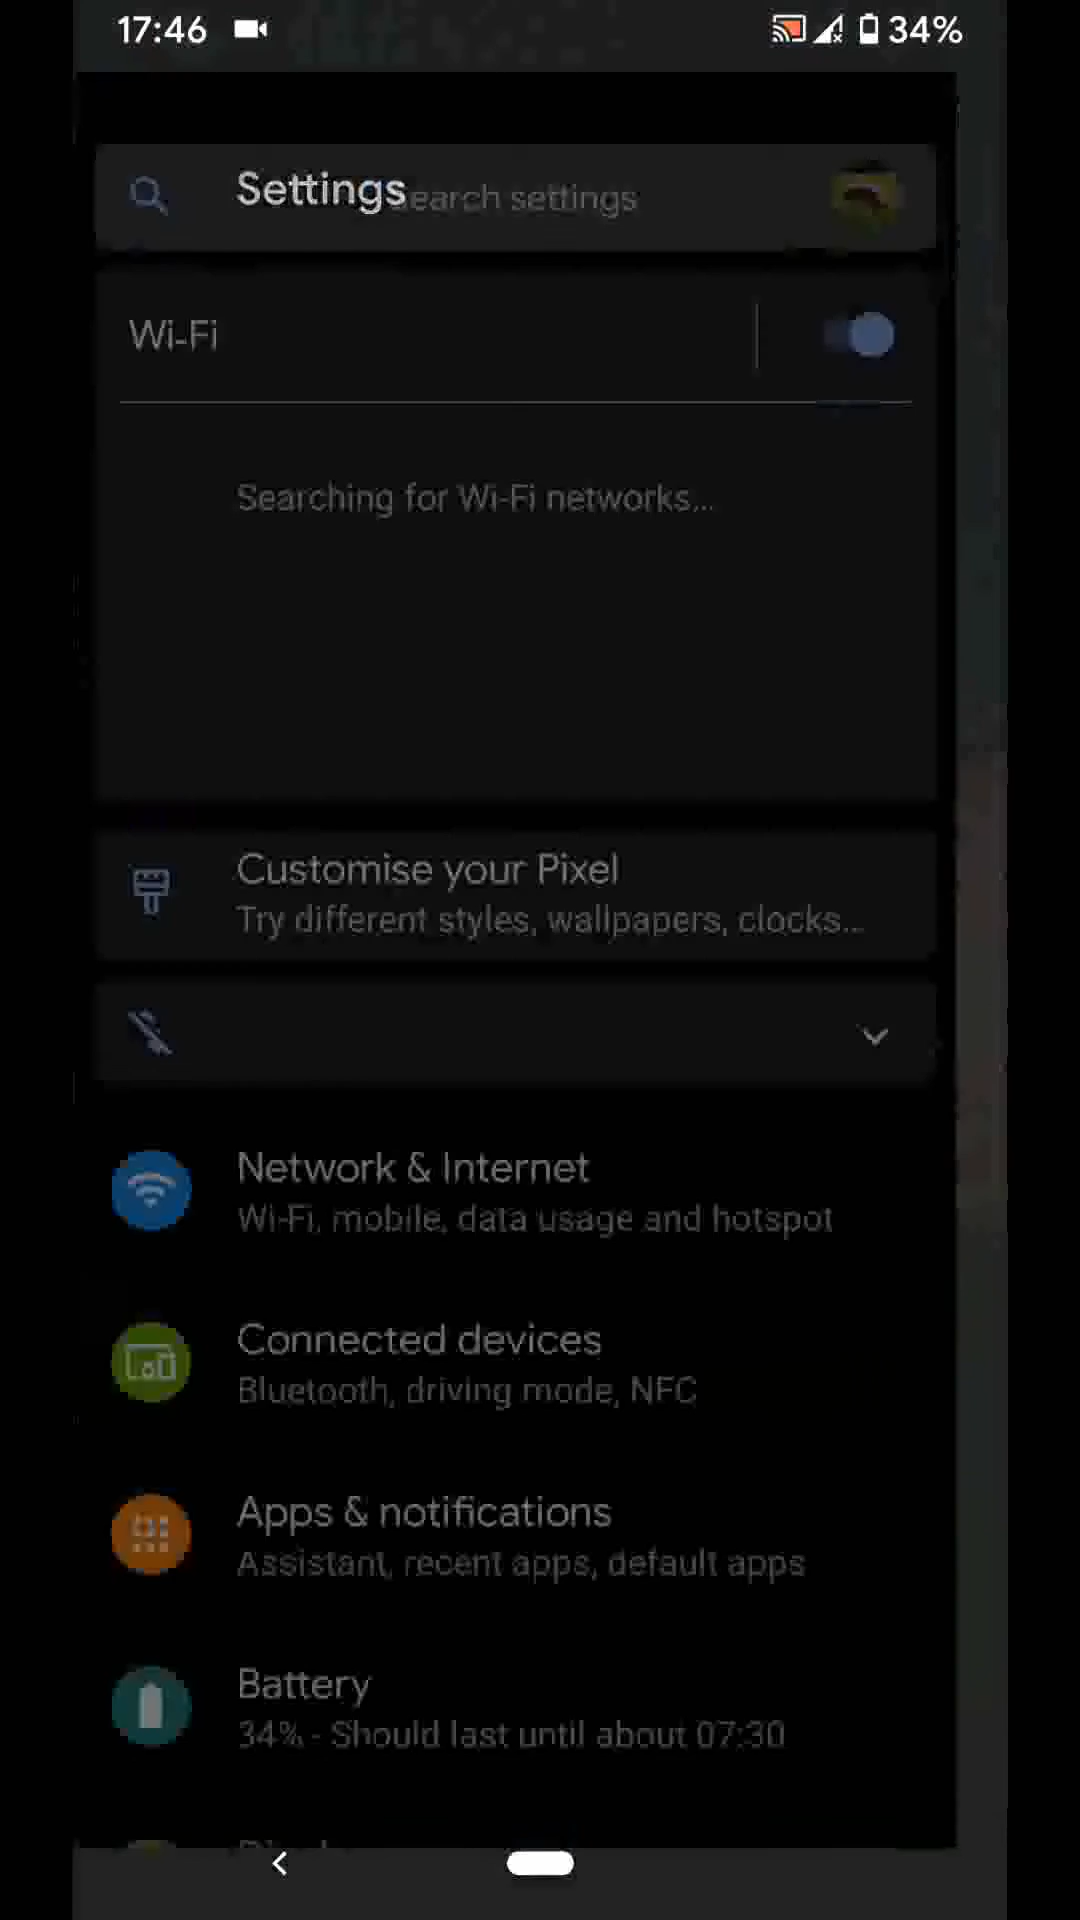 17:46
34%
Settings
earch settings
Wi-Fi
Searching for Wi-Fi networks...
Customise your Pixel
Try different styles, wallpapers, clocks...
Network & Internet
Wi-Fi, mobile, data usage and hotspot
Connected devices
Bluetooth, driving mode, NFC
Apps & notifications
Assistant, recent apps, default apps
Battery
34% - Should last until about 07:30